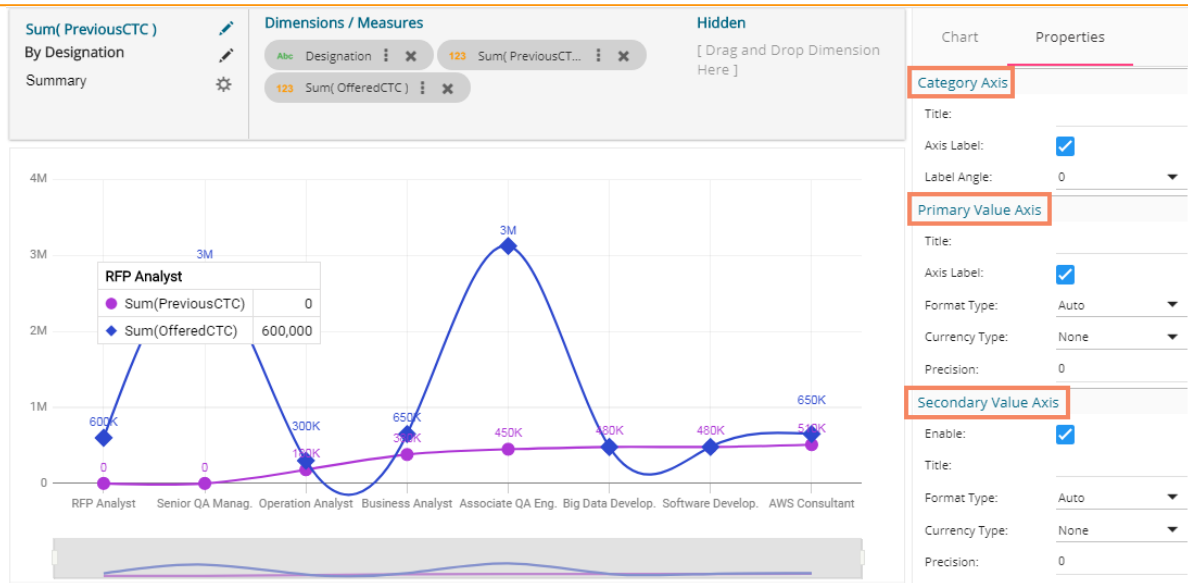 Sum( PreviousCTC )
By Designation
Summary
Dimensions / Measures
Abc Designation
123 Sum( PreviousCT...
123 Sum( OfferedCTC )
Hidden
[ Drag and Drop Dimension
Here ]
Chart Properties
Category Axis
Title:
Axis Label:
Label Angle: 0
Primary Value Axis
Title:
Axis Label:
Format Type: Auto
Currency Type: None
Precision: 0
Secondary Value Axis
Enable:
Title:
Format Type: Auto
Currency Type: None
Precision: 0
4M
3M
2M
1M
0
3M
3M
RFP Analyst
Sum(PreviousCTC) 0
Sum(OfferedCTC) 600,000
600K
300K
650K
480K
480K
650K
0
0
450K
510K
RFP Analyst Senior QA Manag. Operation Analyst Business Analyst Associate QA Eng. Big Data Develop. Software Develop. AWS Consultant